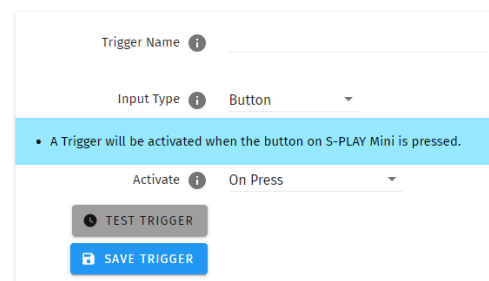 Trigger Name
Input Type Button
• A Trigger will be activated when the button on S-PLAY Mini is pressed.
Activate On Press
TEST TRIGGER
SAVE TRIGGER